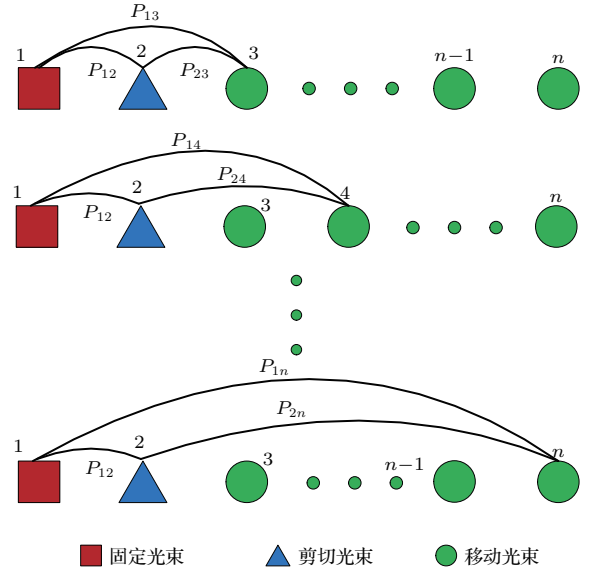 P₁₃
1 2 3 n−1 n
P₁₂ P₂₃
P₁₄
1 2 P₂₄ 4 n
P₁₂ 3
P₁ₙ
P₂ₙ
1 2 3 n−1 n
P₁₂
固定光束 剪切光束 移动光束